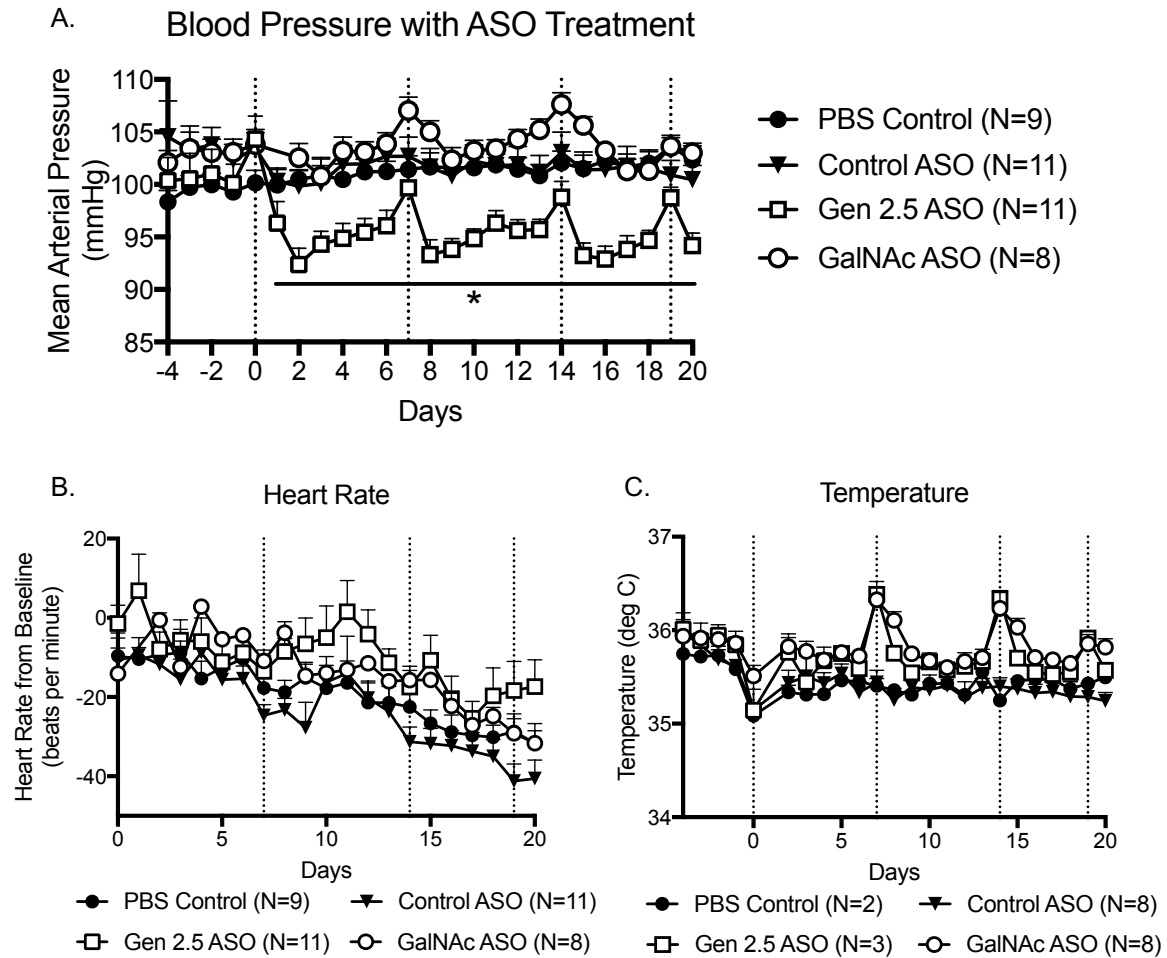 A.
Blood Pressure with ASO Treatment
Mean Arterial Pressure
(mmHg)
110
105
100
95
90
85
*
-4 -2 0 2 4 6 8 10 12 14 16 18 20
Days
PBS Control (N=9)
Control ASO (N=11)
Gen 2.5 ASO (N=11)
GalNAc ASO (N=8)
B.
Heart Rate
Heart Rate from Baseline
(beats per minute)
20
0
-20
-40
0 5 10 15 20
Days
PBS Control (N=9) Control ASO (N=11)
Gen 2.5 ASO (N=11) GalNAc ASO (N=8)
C.
Temperature
Temperature (deg C)
37
36
35
34
0 5 10 15 20
Days
PBS Control (N=2) Control ASO (N=8)
Gen 2.5 ASO (N=3) GalNAc ASO (N=8)